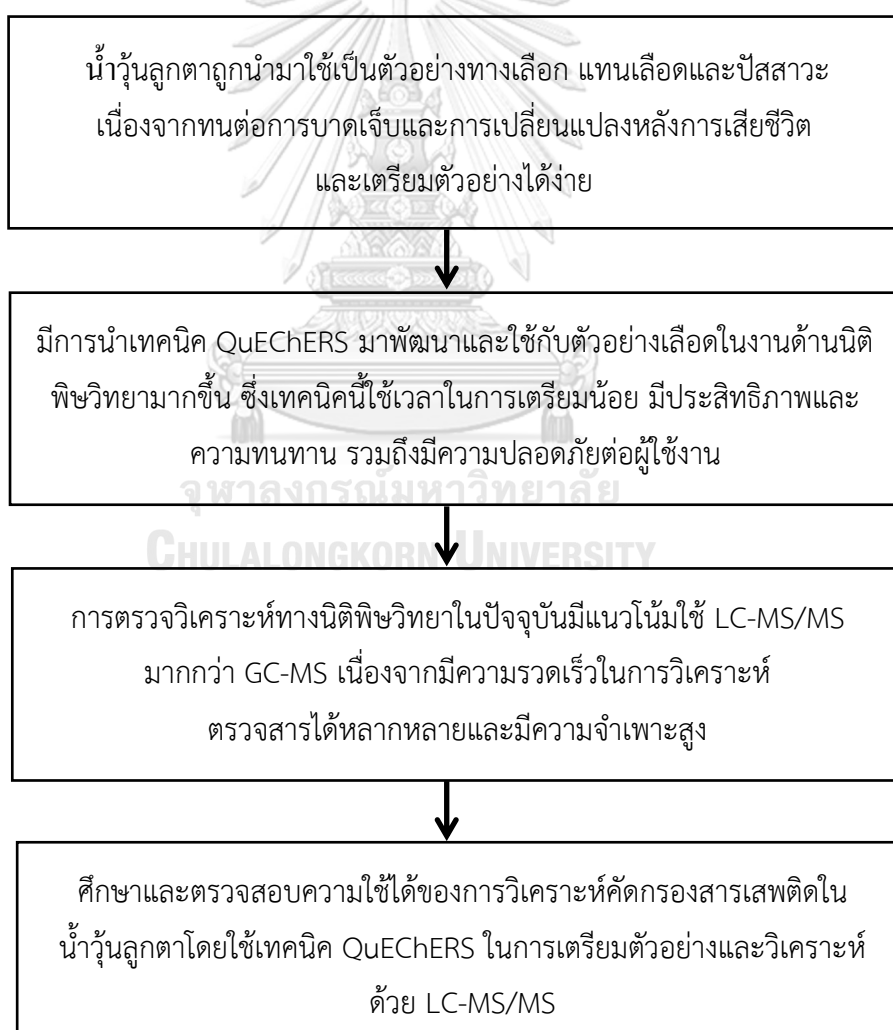 น้ำวุ้นลูกตาถูกนำมาใช้เป็นตัวอย่างทางเลือก แทนเลือดและปัสสาวะ
เนื่องจากทนต่อการบาดเจ็บและการเปลี่ยนแปลงหลังการเสียชีวิต
และเตรียมตัวอย่างได้ง่าย
มีการนำเทคนิค QuEChERS มาพัฒนาและใช้กับตัวอย่างเลือดในงานด้านนิติ
พิษวิทยามากขึ้น ซึ่งเทคนิคนี้ใช้เวลาในการเตรียมน้อย มีประสิทธิภาพและ
ความทนทาน รวมถึงมีความปลอดภัยต่อผู้ใช้งาน
จุฬาลงกรณ์มหาวิทยาลัย
CHULALONGKORN UNIVERSITY
การตรวจวิเคราะห์ทางนิติพิษวิทยาในปัจจุบันมีแนวโน้มใช้ LC-MS/MS
มากกว่า GC-MS เนื่องจากมีความรวดเร็วในการวิเคราะห์
ตรวจสารได้หลากหลายและมีความจำเพาะสูง
ศึกษาและตรวจสอบความใช้ได้ของการวิเคราะห์คัดกรองสารเสพติดใน
น้ำวุ้นลูกตาโดยใช้เทคนิค QuEChERS ในการเตรียมตัวอย่างและวิเคราะห์
ด้วย LC-MS/MS